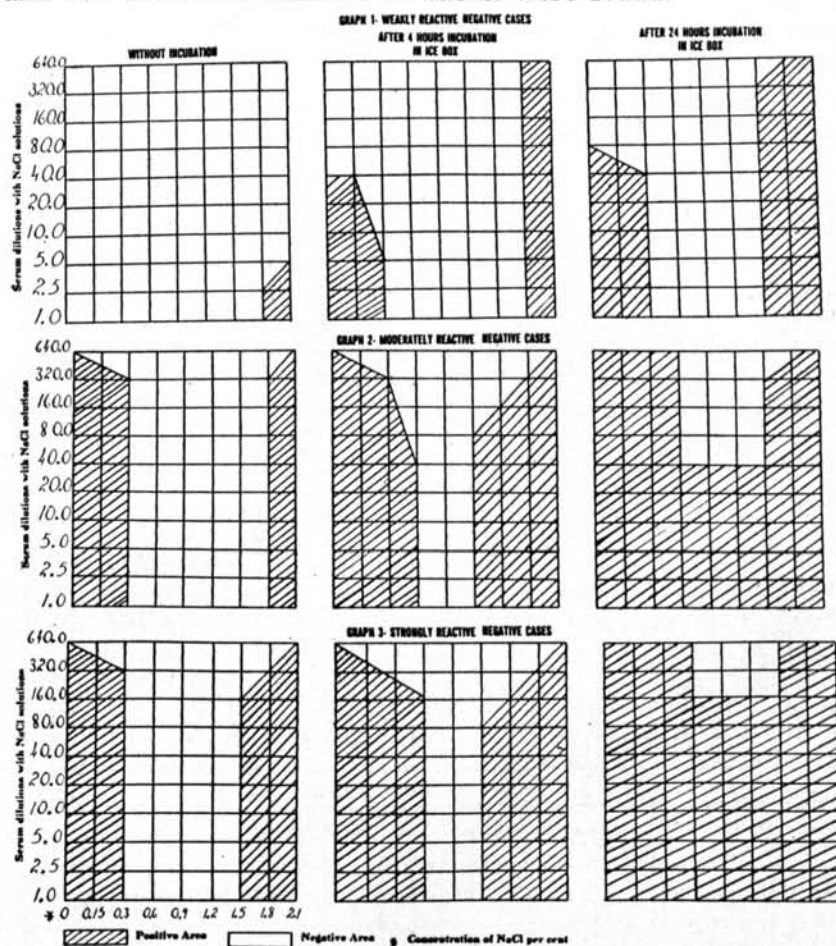 GRAPH 1- WEAKLY REACTIVE NEGATIVE CASES
WITHOUT INCUBATION
AFTER 4 HOURS INCUBATION
IN ICE BOX
AFTER 24 HOURS INCUBATION
IN ICE BOX
Serum dilutions with NaCl solutions
640.0
320.0
160.0
80.0
40.0
20.0
10.0
5.0
2.5
1.0
GRAPH 2- MODERATELY REACTIVE NEGATIVE CASES
Serum dilutions with NaCl solutions
640.0
320.0
160.0
80.0
40.0
20.0
10.0
5.0
2.5
1.0
GRAPH 3- STRONGLY REACTIVE NEGATIVE CASES
Serum dilutions with NaCl solutions
640.0
320.0
160.0
80.0
40.0
20.0
10.0
5.0
2.5
1.0
* 0 0,15 0,3 0,6 0,9 1,2 1,5 1,8 2,1
Positive Area Negative Area Concentration of NaCl per cent